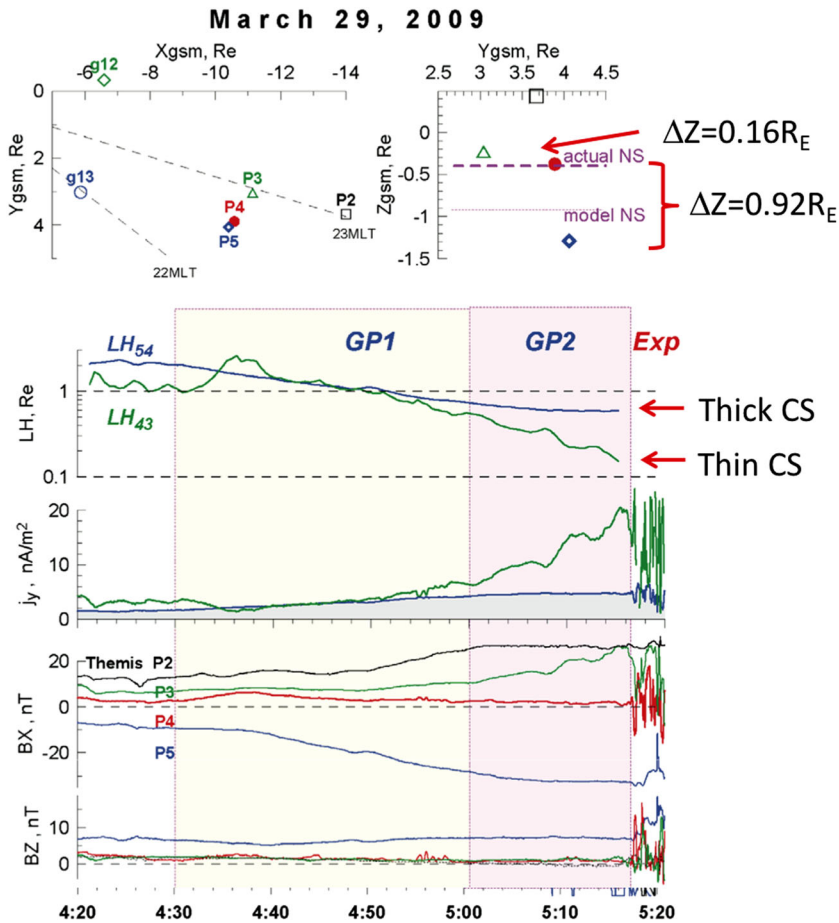 March 29, 2009
Xgsm, Re
-6 -8 -10 -12 -14
g12
0
2
4
Ygsm, Re
g13
P3
P4
P5
P2
23MLT
22MLT
Ygsm, Re
2.5 3 3.5 4 4.5
0
-0.5
-1
-1.5
Zgsm, Re
actual NS
model NS
ΔZ=0.16R_E
ΔZ=0.92R_E
LH54
GP1
GP2
Exp
1
0.1
LH, Re
LH43
Thick CS
Thin CS
20
10
0
jy , nA/m²
20
0
-20
BX , nT
Themis P2
P3
P4
P5
10
0
BZ , nT
4:20 4:30 4:40 4:50 5:00 5:10 5:20